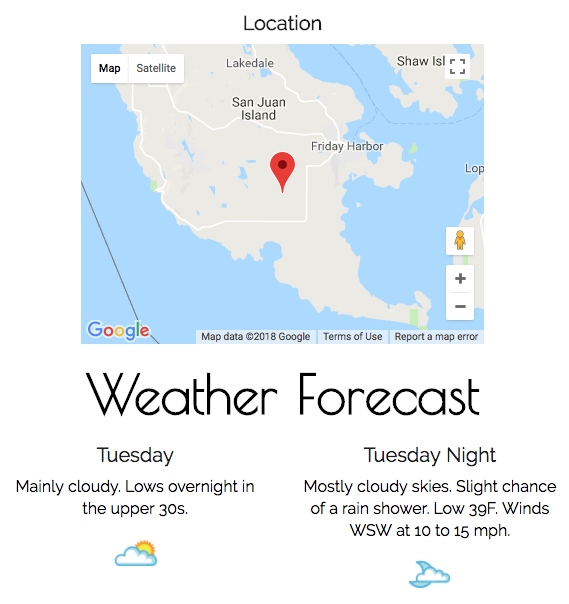 Location
Map Satellite
Lakedale
Shaw Isl
San Juan
Island
Friday Harbor
Lop
Google
Map data ©2018 Google Terms of Use Report a map error
Weather Forecast
Tuesday
Mainly cloudy. Lows overnight in
the upper 30s.
Tuesday Night
Mostly cloudy skies. Slight chance
of a rain shower. Low 39F. Winds
WSW at 10 to 15 mph.